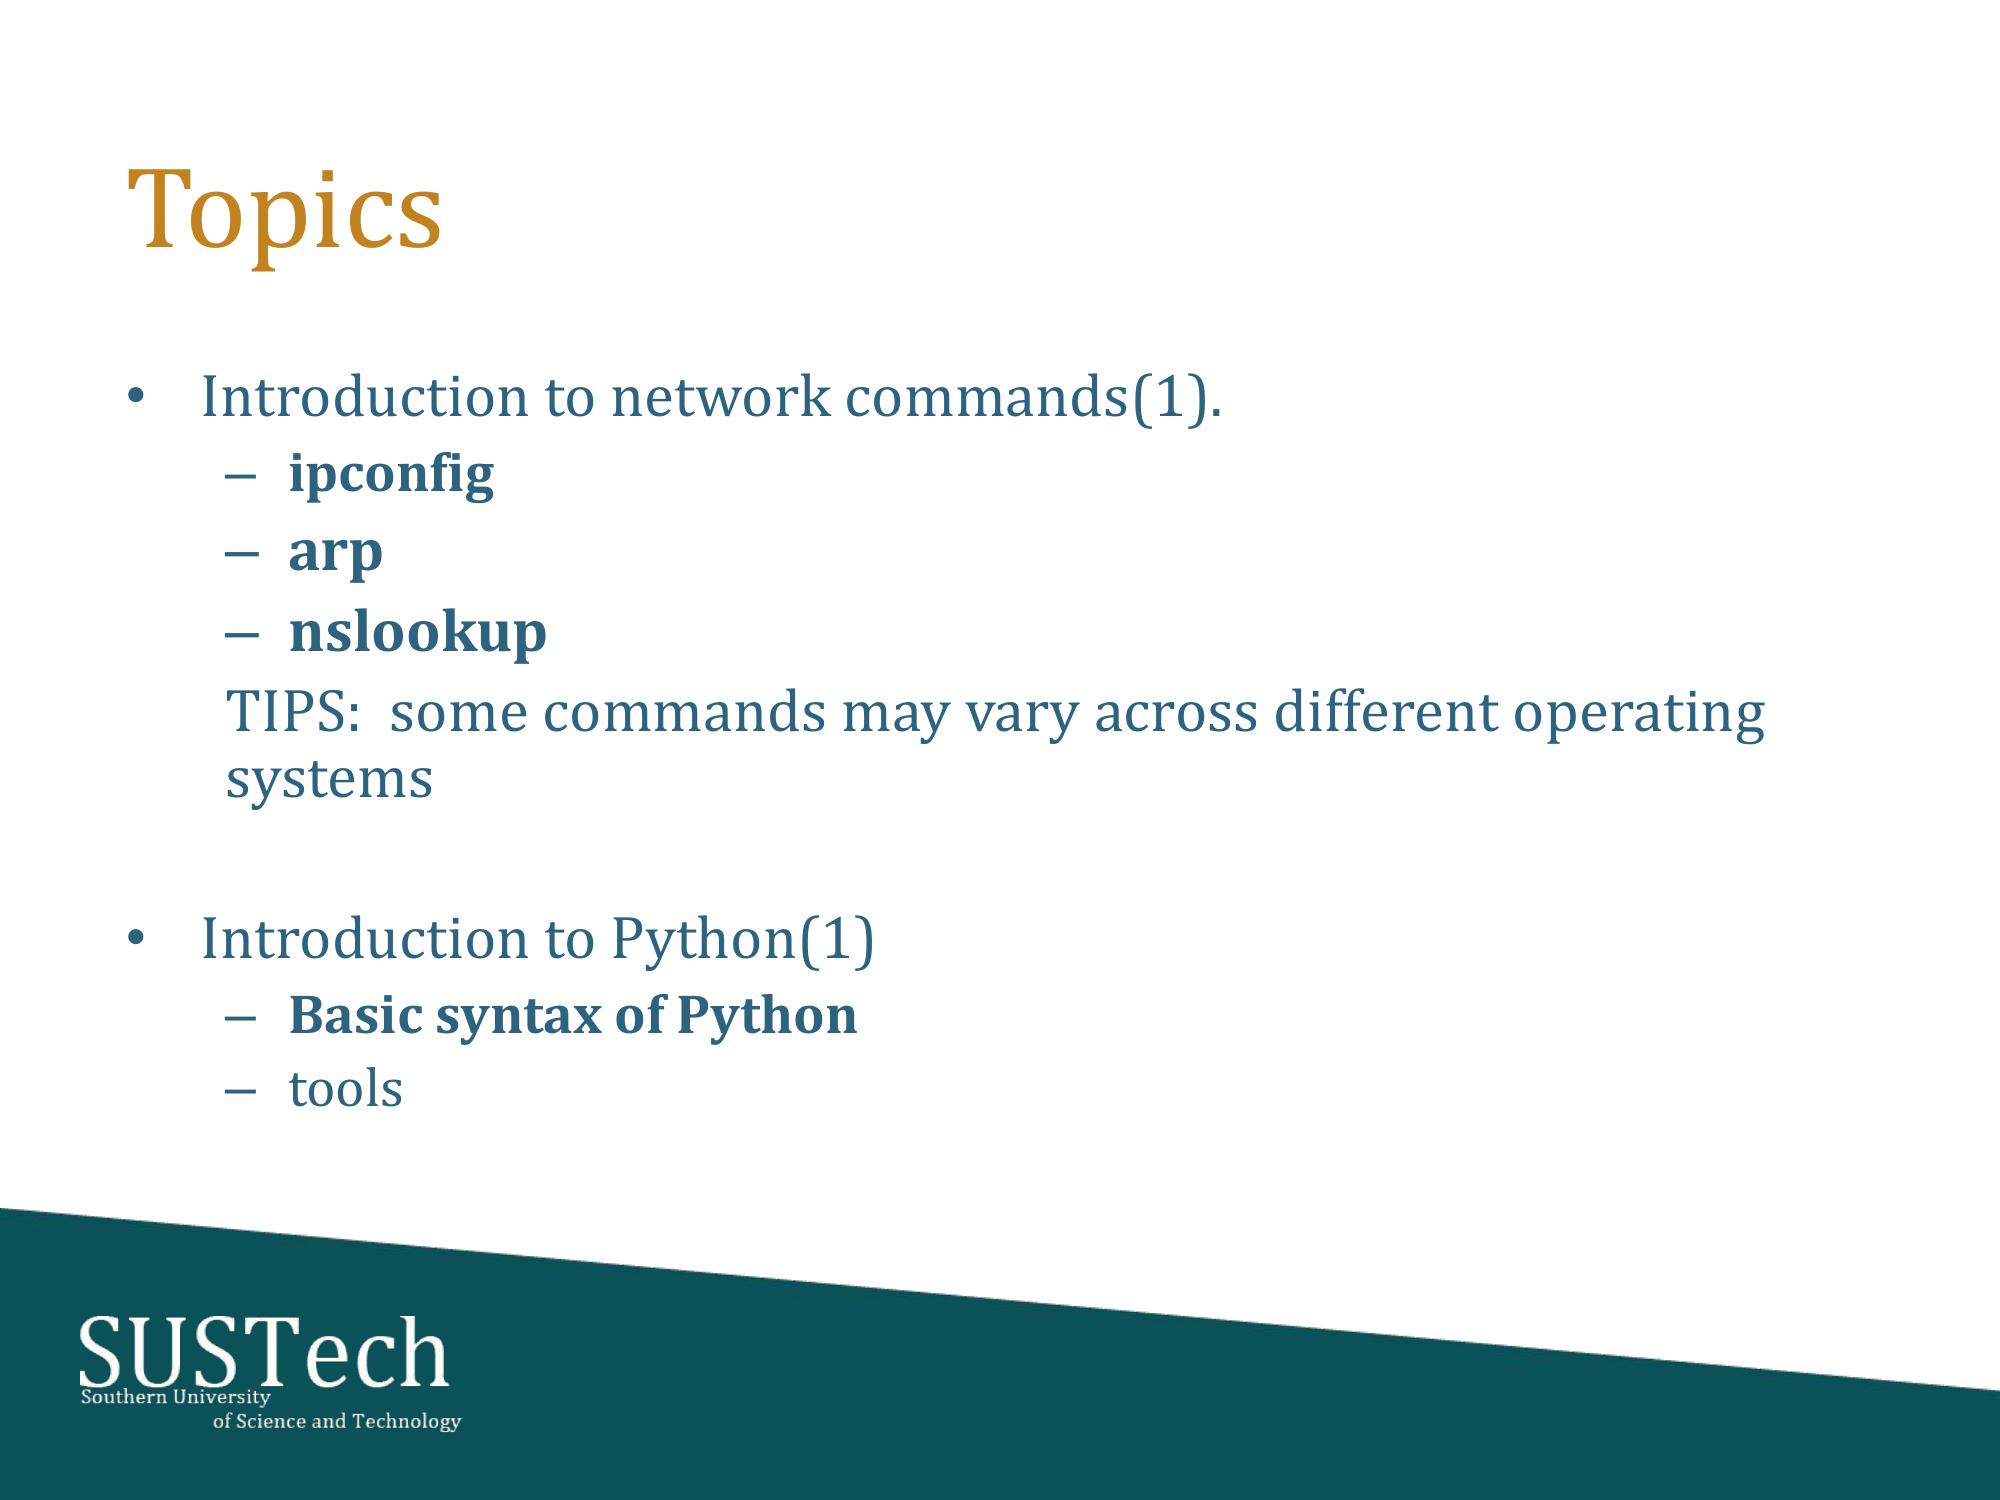 Topics
• Introduction to network commands(1).
– ipconfig
– arp
– nslookup
TIPS:  some commands may vary across different operating
systems
• Introduction to Python(1)
– Basic syntax of Python
– tools
SUSTech
Southern University
of Science and Technology